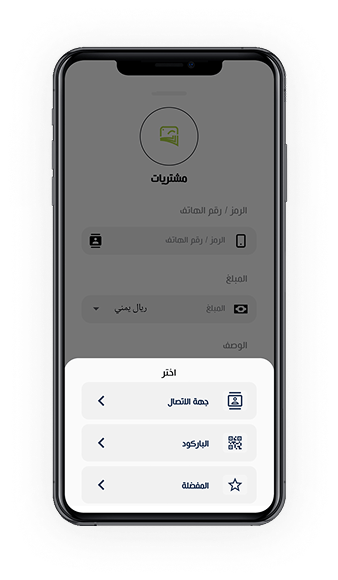 مشتريات
الرمز / رقم الهاتف
الرمز / رقم الهاتف
المبلغ
المبلغ ريال يمني
الوصف
اختر
جهة الاتصال
الباركود
المفضلة